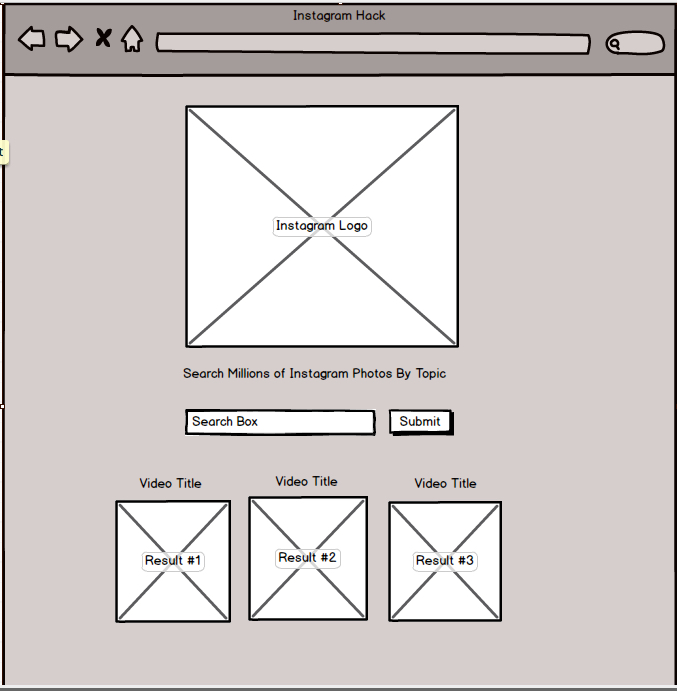 Instagram Hack
t
Instagram Logo
Search Millions of Instagram Photos By Topic
Search Box
Submit
Video Title
Video Title
Video Title
Result #1
Result #2
Result #3